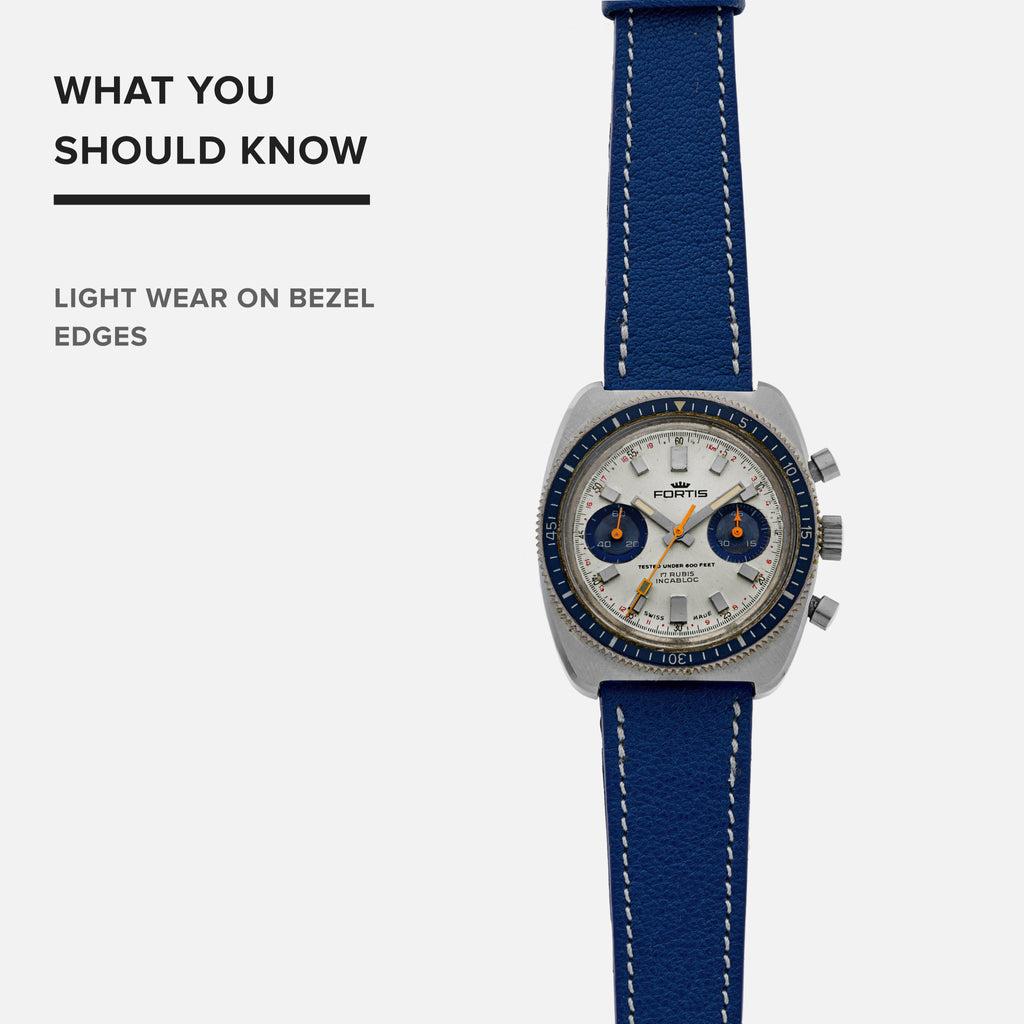 WHAT YOU
SHOULD KNOW
LIGHT WEAR ON BEZEL
EDGES
5
10
15
30
45
60
FORTIS
60
40 20
15
TESTED UNDER 600 FEET
17 RUBIS
INCABLOC
SWISS MADE
30